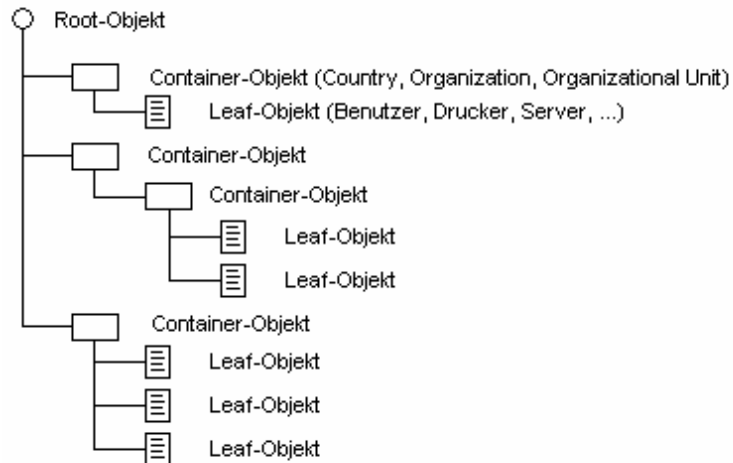 Root-Objekt
Container-Objekt (Country, Organization, Organizational Unit)
Leaf-Objekt (Benutzer, Drucker, Server, ...)
Container-Objekt
Container-Objekt
Leaf-Objekt
Leaf-Objekt
Container-Objekt
Leaf-Objekt
Leaf-Objekt
Leaf-Objekt